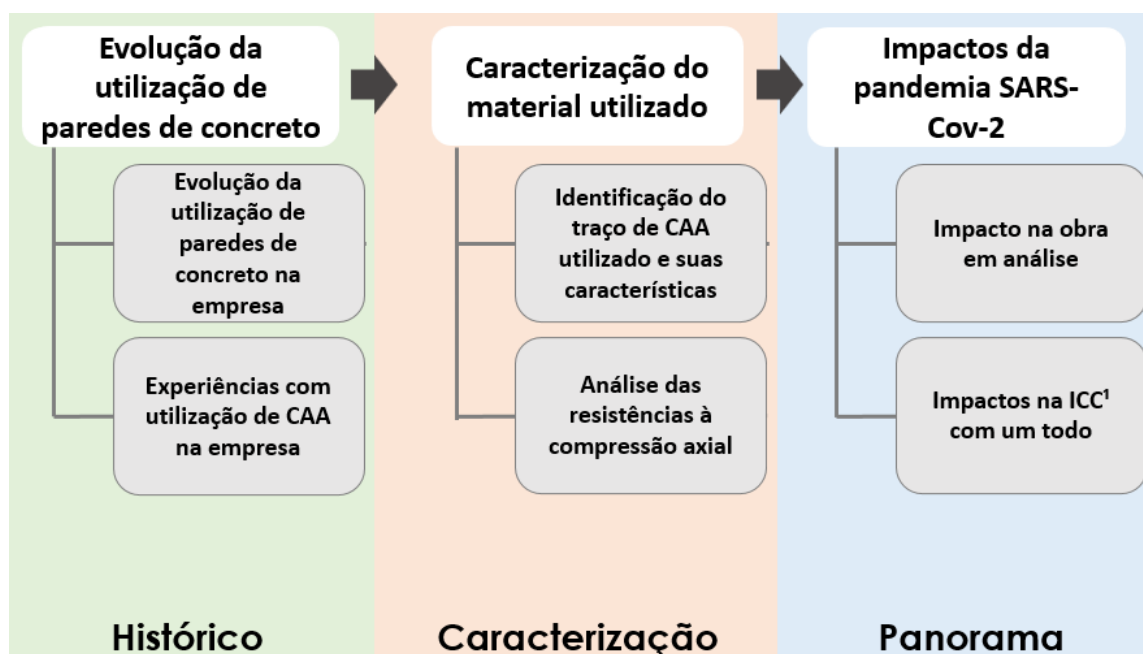 Evolução da
utilização de
paredes de concreto
Evolução da
utilização de
paredes de
concreto na
empresa
Experiências com
utilização de CAA
na empresa
Histórico
Caracterização do
material utilizado
Identificação do
traço de CAA
utilizado e suas
características
Análise das
resistências à
compressão axial
Caracterização
Impactos da
pandemia SARS-
Cov-2
Impacto na obra
em análise
Impactos na ICC¹
com um todo
Panorama